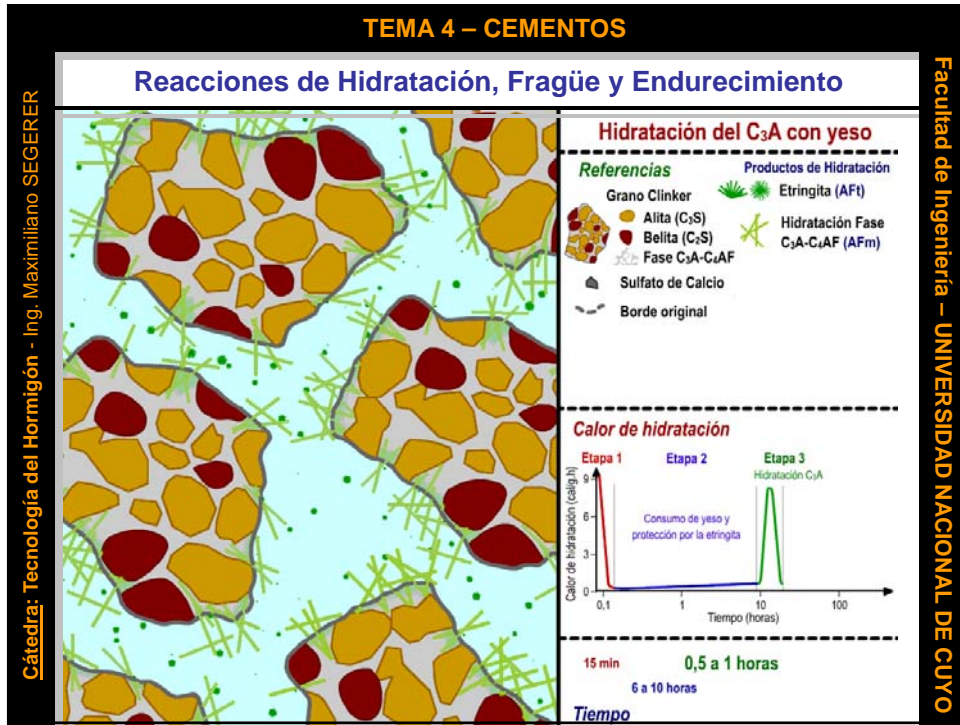 TEMA 4 – CEMENTOS
Reacciones de Hidratación, Fragüe y Endurecimiento
Cátedra: Tecnología del Hormigón - Ing. Maximiliano SEGERER
Facultad de Ingeniería – UNIVERSIDAD NACIONAL DE CUYO
Hidratación del C₃A con yeso
Referencias
Grano Clinker
Alita (C₃S)
Belita (C₂S)
Fase C₃A-C₄AF
Sulfato de Calcio
Borde original
Productos de Hidratación
Etringita (AFt)
Hidratación Fase
C₃A-C₄AF (AFm)
Calor de hidratación
Etapa 1 Etapa 2 Etapa 3
Hidratación C₃A
Consumo de yeso y
protección por la etringita
Calor de hidratación (cal/g.h)
9
6
3
0
0,1 1 10 100
Tiempo (horas)
15 min 0,5 a 1 horas
6 a 10 horas
Tiempo